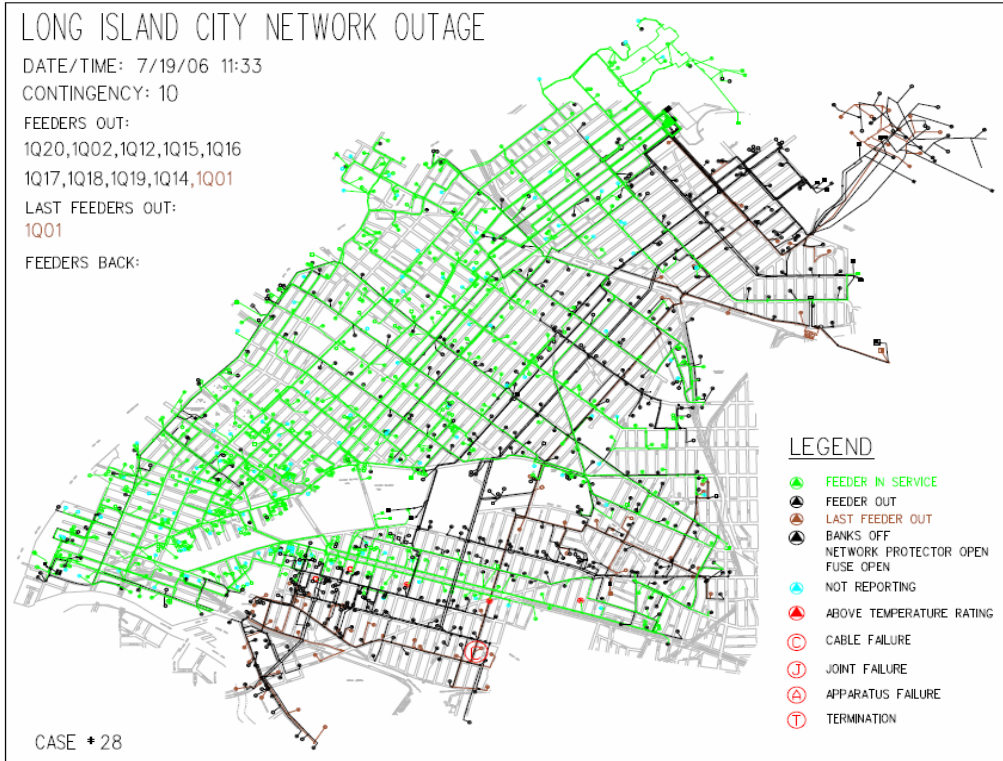 LONG ISLAND CITY NETWORK OUTAGE
DATE/TIME: 7/19/06 11:33
CONTINGENCY: 10
FEEDERS OUT:
1Q20,1Q02,1Q12,1Q15,1Q16
1Q17,1Q18,1Q19,1Q14,1Q01
LAST FEEDERS OUT:
1Q01
FEEDERS BACK:
LEGEND
FEEDER IN SERVICE
FEEDER OUT
LAST FEEDER OUT
BANKS OFF
NETWORK PROTECTOR OPEN
FUSE OPEN
NOT REPORTING
ABOVE TEMPERATURE RATING
C CABLE FAILURE
J JOINT FAILURE
A APPARATUS FAILURE
T TERMINATION
C
CASE #28